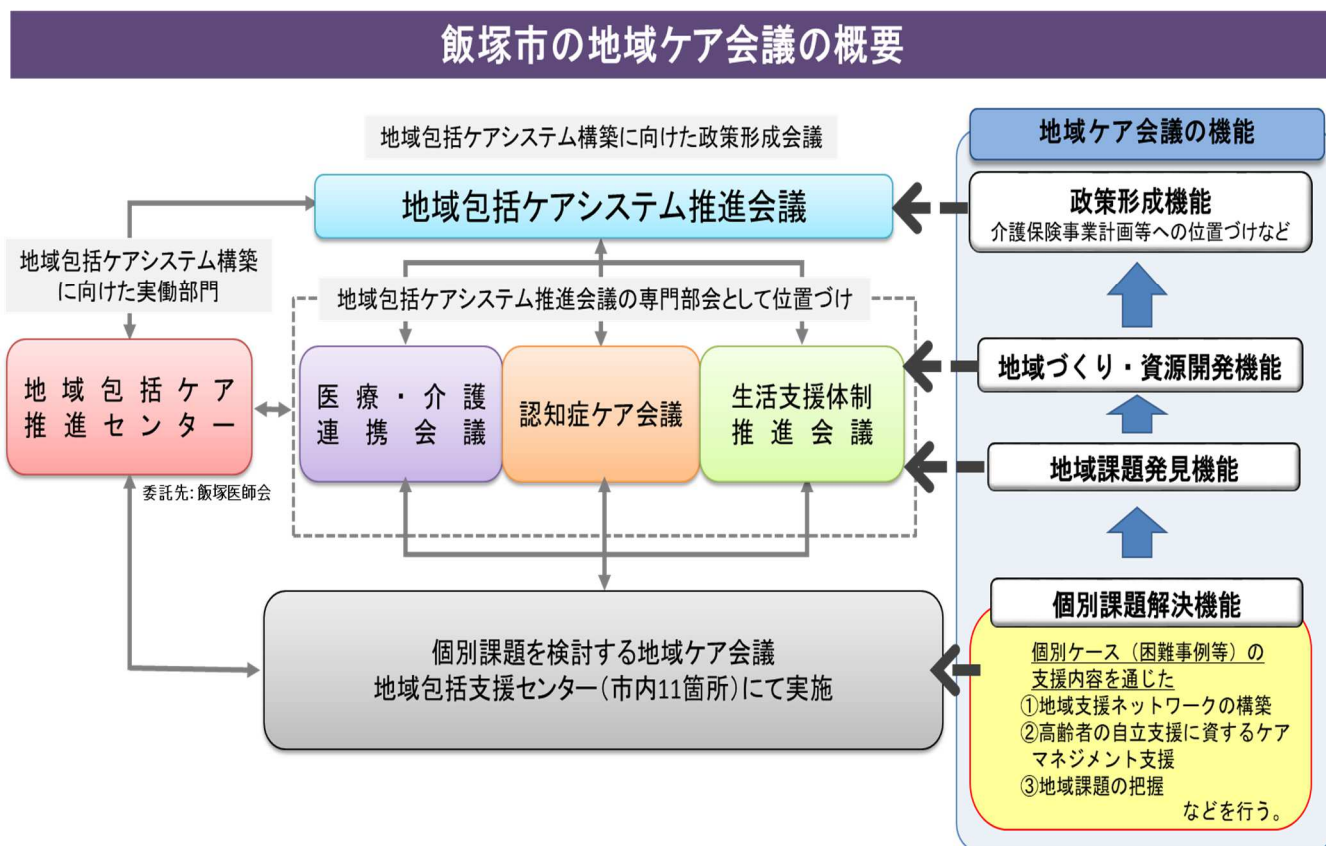 飯塚市の地域ケア会議の概要
地域包括ケアシステム構築に向けた政策形成会議
地域包括ケアシステム推進会議
地域包括ケアシステム構築
に向けた実働部門
地域包括ケアシステム推進会議の専門部会として位置づけ
地域包括ケア
推進センター
委託先:飯塚医師会
医療・介護
連携会議
認知症ケア会議
生活支援体制
推進会議
個別課題を検討する地域ケア会議
地域包括支援センター(市内11箇所)にて実施
地域ケア会議の機能
政策形成機能
介護保険事業計画等への位置づけなど
地域づくり・資源開発機能
地域課題発見機能
個別課題解決機能
個別ケース(困難事例等)の
支援内容を通じた
①地域支援ネットワークの構築
②高齢者の自立支援に資するケア
マネジメント支援
③地域課題の把握
などを行う。